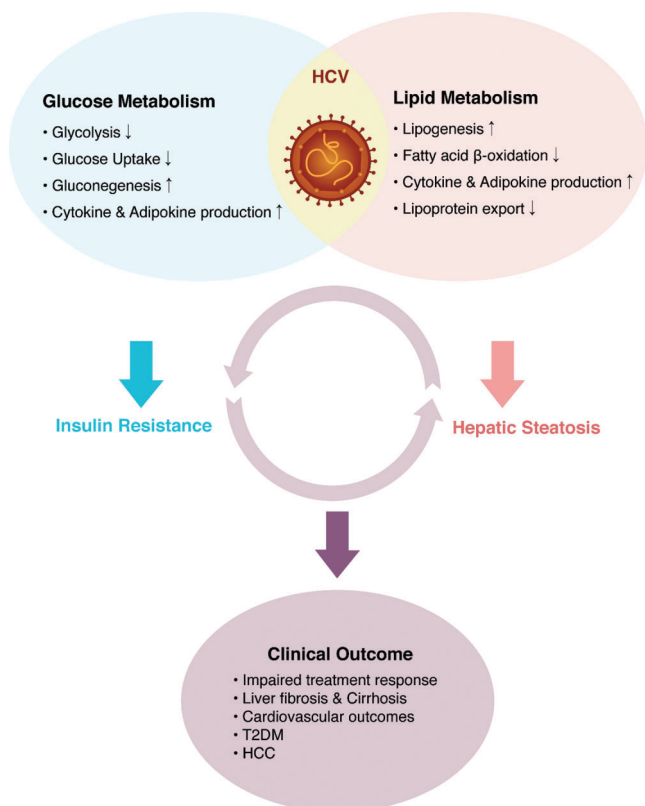 HCV
Glucose Metabolism
• Glycolysis ↓
• Glucose Uptake ↓
• Gluconegenesis ↑
• Cytokine & Adipokine production ↑
Lipid Metabolism
• Lipogenesis ↑
• Fatty acid β-oxidation ↓
• Cytokine & Adipokine production ↑
• Lipoprotein export ↓
Insulin Resistance
Hepatic Steatosis
Clinical Outcome
• Impaired treatment response
• Liver fibrosis & Cirrhosis
• Cardiovascular outcomes
• T2DM
• HCC